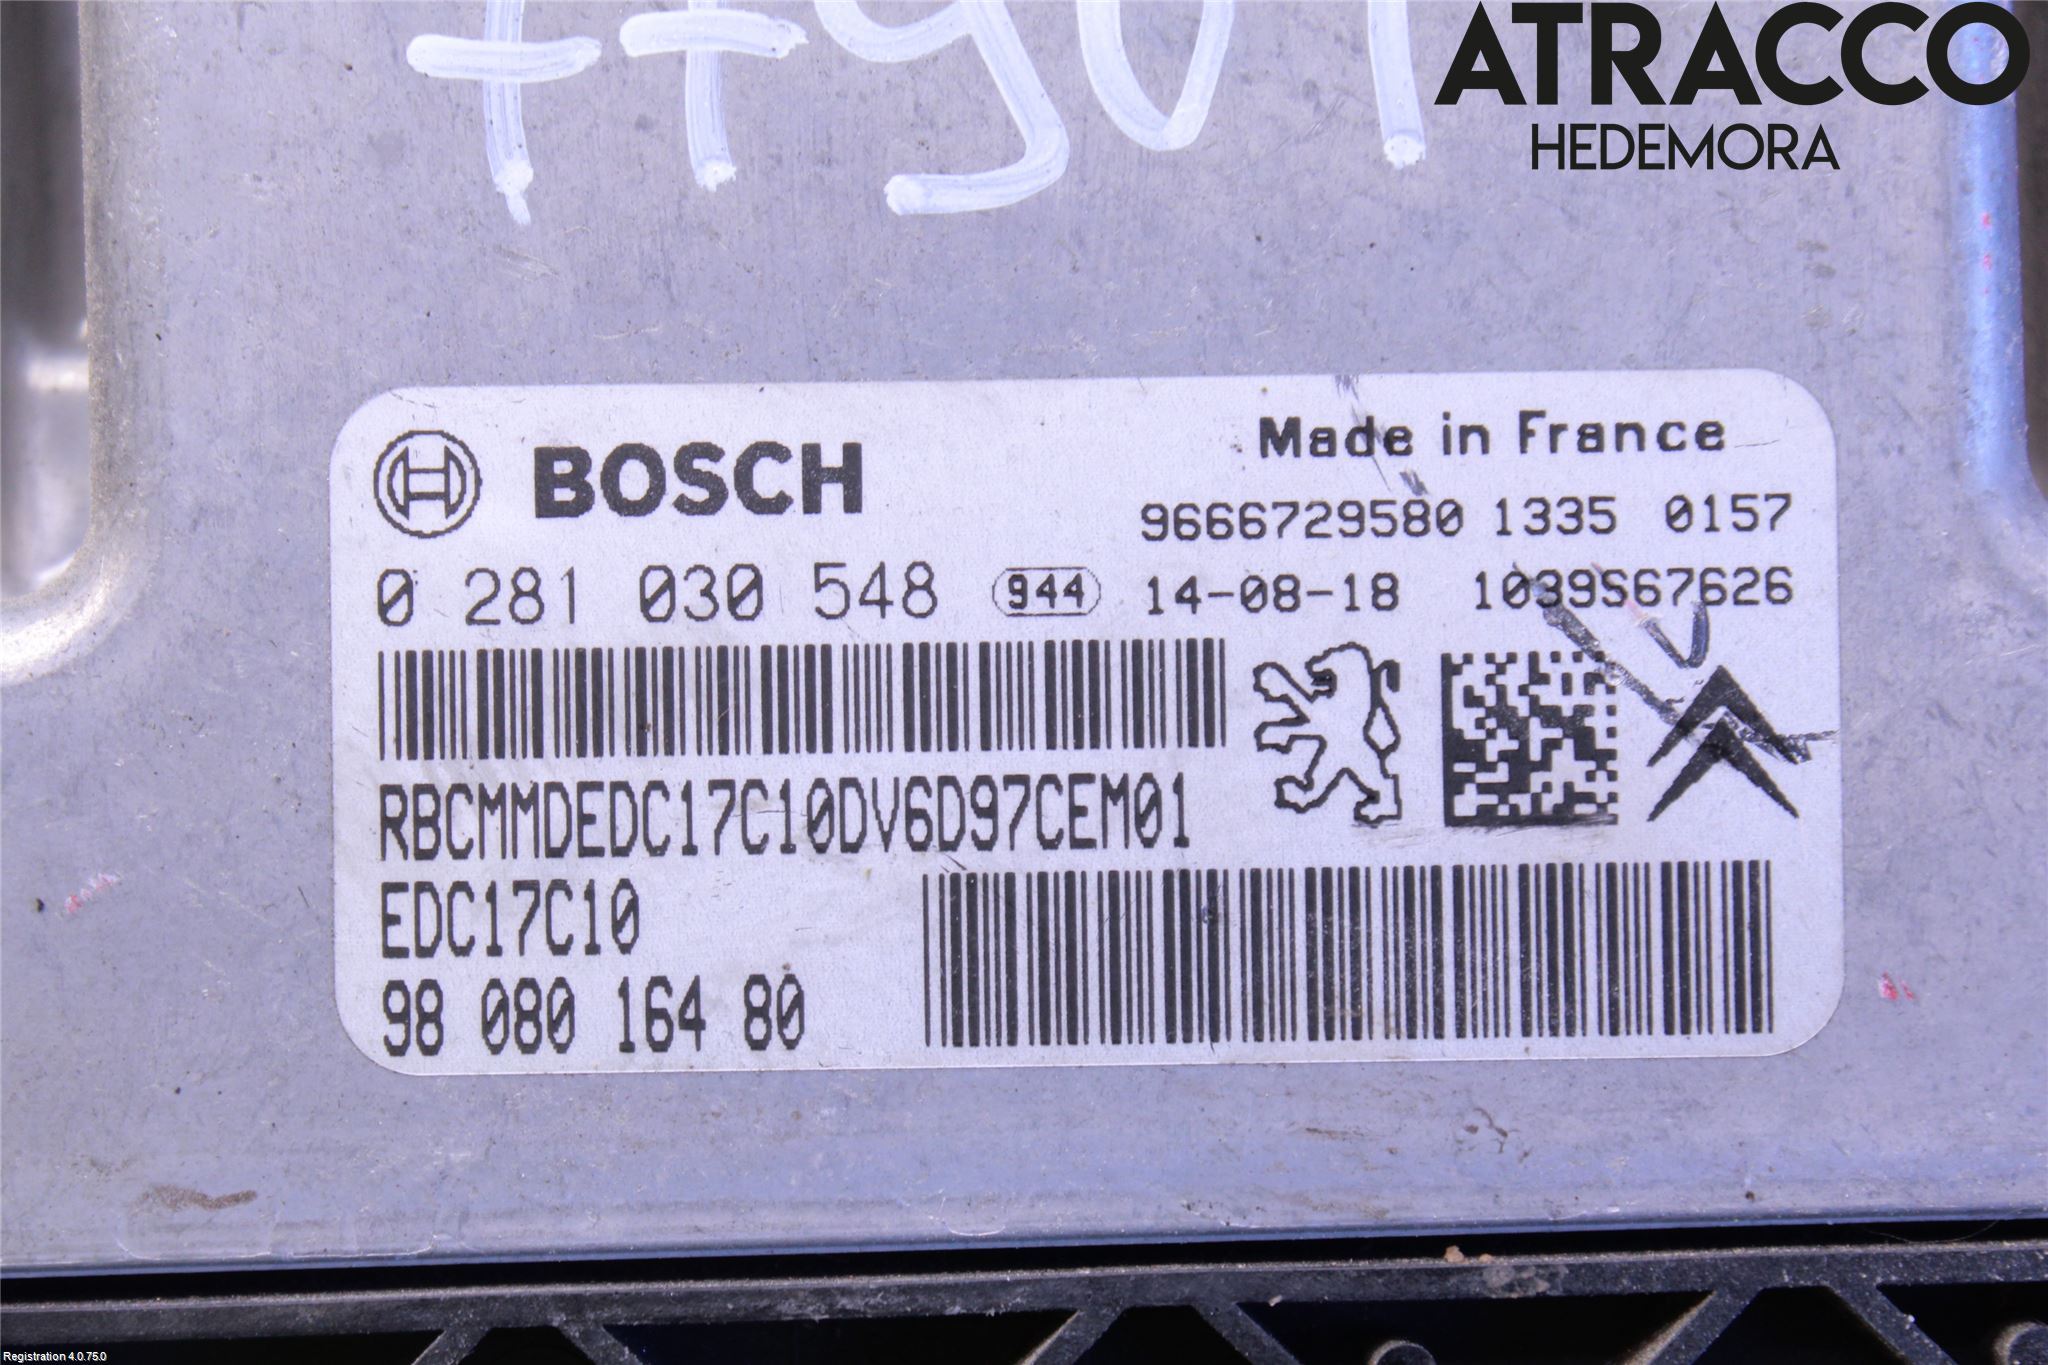 ATRACCO
HEDEMORA
BOSCH
Made in France
9666729580 1335 0157
0 281 030 548 944 14-08-18 1039S67626
RBCMMDEDC17C10DV6D97CEM01
EDC17C10
98 080 164 80
Registration 4.0.75.0